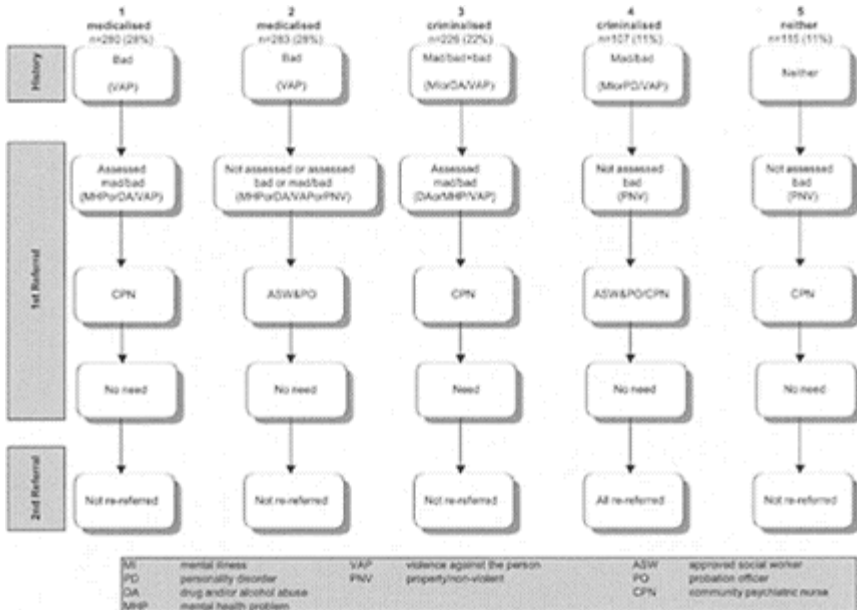 1
medicalised
n=280 (28%)
2
medicalised
n=283 (28%)
3
criminalised
n=226 (22%)
4
criminalised
n=107 (11%)
5
neither
n=115 (11%)
History
Bad
(VAP)
Bad
(VAP)
Mad/bad+bad
(MIorDA/VAP)
Mad/bad
(MIorPD/VAP)
Neither
1st Referral
Assessed
mad/bad
(MHPorDA/VAP)
Not assessed or assessed
bad or mad/bad
(MHPorDA/VAPorPNV)
Assessed
mad/bad
(DAorMHP/VAP)
Not assessed
bad
(PNV)
Not assessed
bad
(PNV)
CPN
ASW&PO
CPN
ASW&PO/CPN
CPN
No need
No need
Need
No need
No need
2nd Referral
Not re-referred
Not re-referred
Not re-referred
All re-referred
Not re-referred
MI mental illness VAP violence against the person ASW approved social worker
PD personality disorder PNV property/non-violent PO probation officer
DA drug and/or alcohol abuse CPN community psychiatric nurse
MHP mental health problem